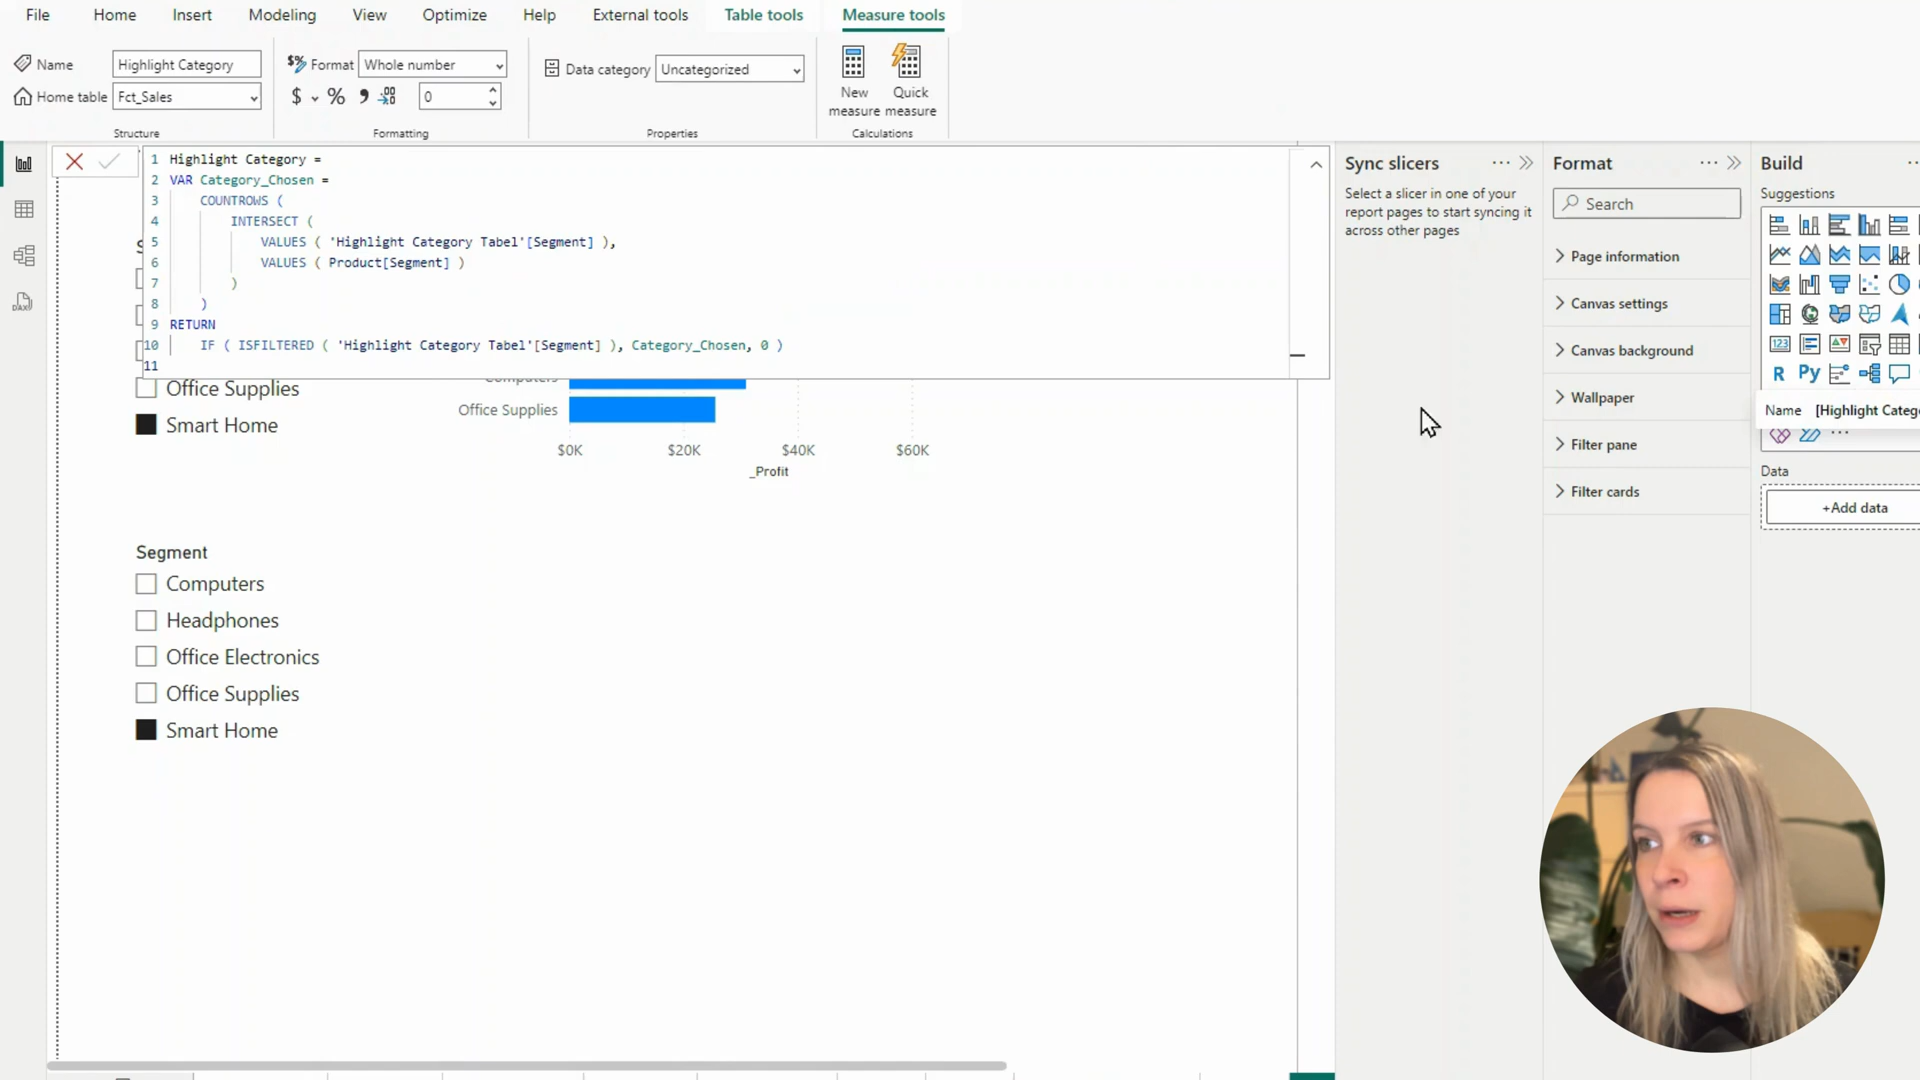 File Home Insert Modeling View Optimize Help External tools Table tools Measure tools
Name Highlight Category
Home table Fct_Sales
Structure
Format Whole number
$ % 0
Formatting
Data category Uncategorized
Properties
New measure
Quick measure
Calculations
1 Highlight Category =
2 VAR Category_Chosen =
3 COUNTROWS (
4 INTERSECT (
5 VALUES ( 'Highlight Category Tabel'[Segment] ),
6 VALUES ( Product[Segment] )
7 )
8 )
9 RETURN
10 IF ( ISFILTERED ( 'Highlight Category Tabel'[Segment] ), Category_Chosen, 0 )
11
Office Supplies
Smart Home
Computers
Office Supplies
$0K $20K $40K $60K
_Profit
Segment
Computers
Headphones
Office Electronics
Office Supplies
Smart Home
Sync slicers
Select a slicer in one of your
report pages to start syncing it
across other pages
Format
Search
Page information
Canvas settings
Canvas background
Wallpaper
Filter pane
Filter cards
Build
Suggestions
123
R Py
Name [Highlight Catego
Data
+Add data
DAX